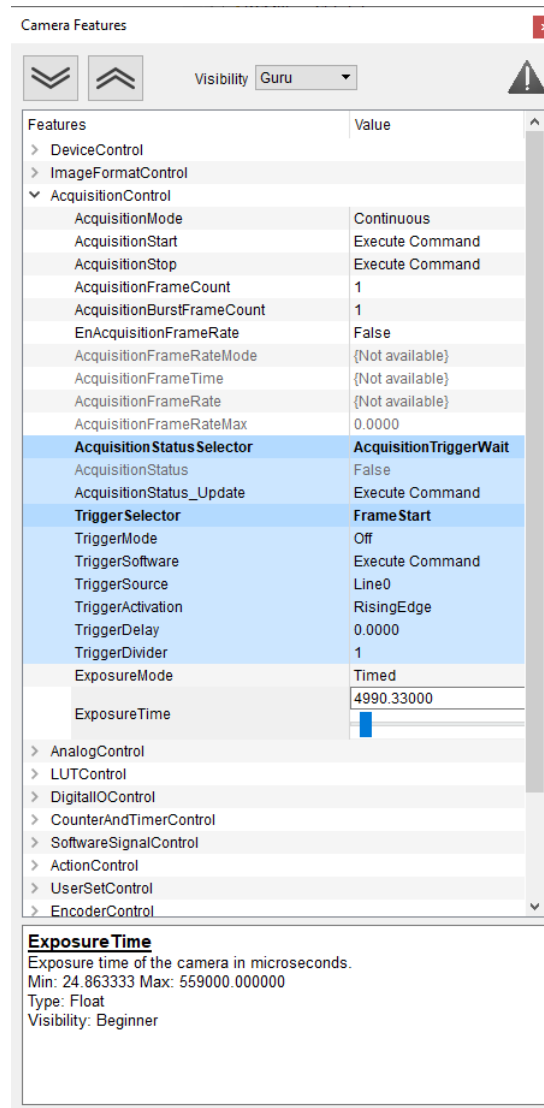 Camera Features
Visibility Guru
Features Value
DeviceControl
ImageFormatControl
AcquisitionControl
AcquisitionMode Continuous
AcquisitionStart Execute Command
AcquisitionStop Execute Command
AcquisitionFrameCount 1
AcquisitionBurstFrameCount 1
EnAcquisitionFrameRate False
AcquisitionFrameRateMode {Not available}
AcquisitionFrameTime {Not available}
AcquisitionFrameRate {Not available}
AcquisitionFrameRateMax 0.0000
AcquisitionStatusSelector AcquisitionTriggerWait
AcquisitionStatus False
AcquisitionStatus_Update Execute Command
TriggerSelector FrameStart
TriggerMode Off
TriggerSoftware Execute Command
TriggerSource Line0
TriggerActivation RisingEdge
TriggerDelay 0.0000
TriggerDivider 1
ExposureMode Timed
ExposureTime 4990.33000
AnalogControl
LUTControl
DigitalIOControl
CounterAndTimerControl
SoftwareSignalControl
ActionControl
UserSetControl
EncoderControl
ExposureTime
Exposure time of the camera in microseconds.
Min: 24.863333 Max: 559000.000000
Type: Float
Visibility: Beginner